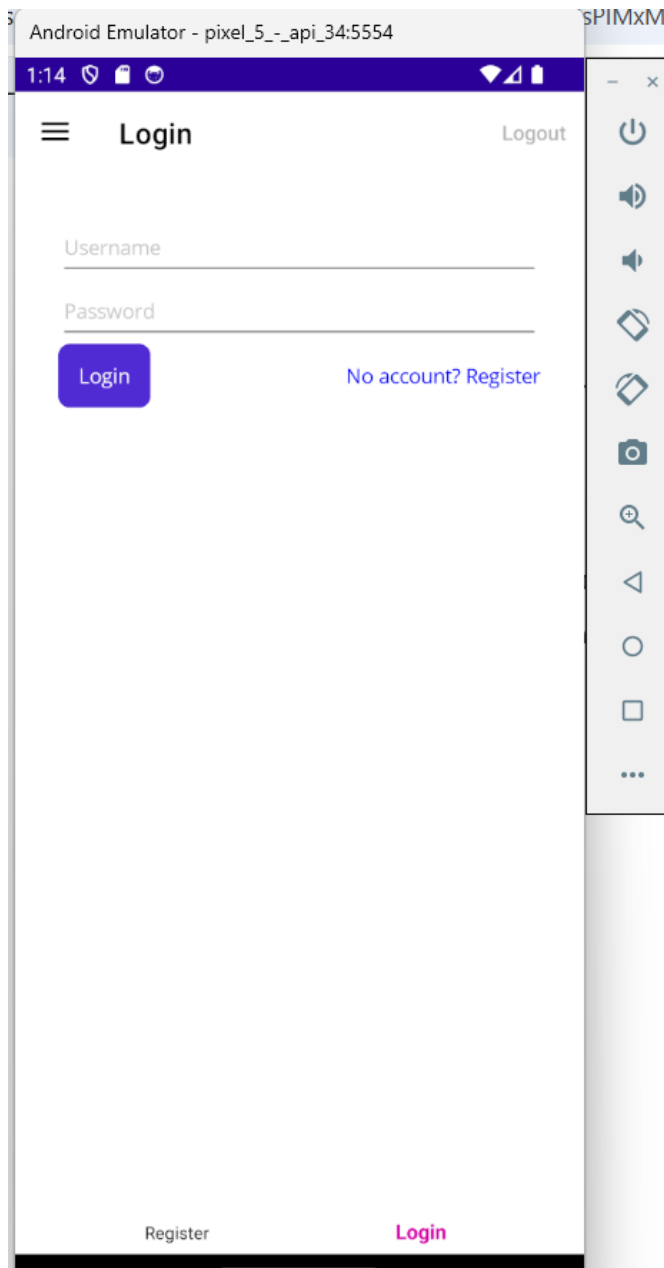 sPIMxM
Android Emulator - pixel_5_-_api_34:5554
1:14
Login Logout
Username
Password
Login No account? Register
Register Login